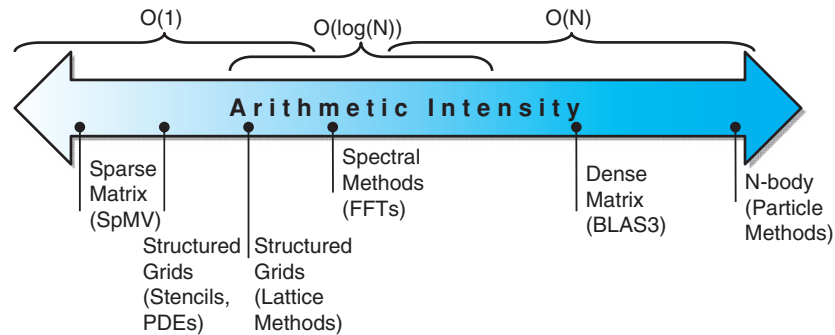 O(1)
O(log(N))
O(N)
Arithmetic Intensity
Sparse
Matrix
(SpMV)
Structured
Grids
(Stencils,
PDEs)
Structured
Grids
(Lattice
Methods)
Spectral
Methods
(FFTs)
Dense
Matrix
(BLAS3)
N-body
(Particle
Methods)